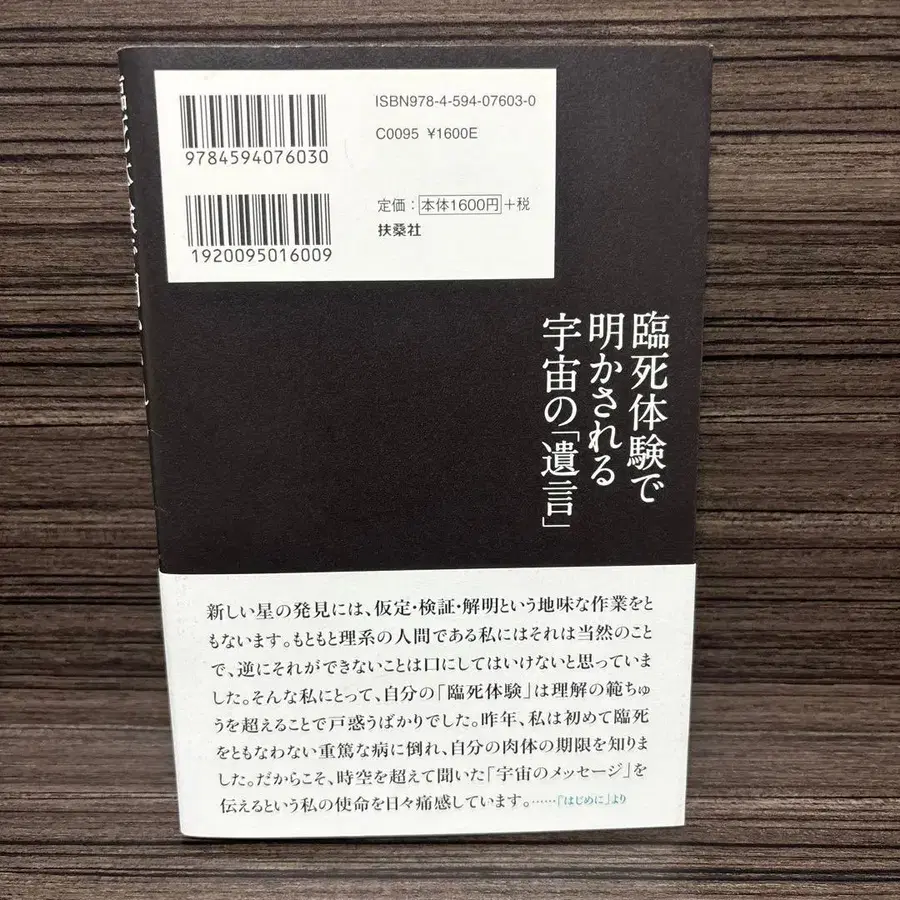 ISBN978-4-594-07603-0
C0095 ¥1600E
9784594076030
定価：本体1600円+税
扶桑社
1920095016009
臨死体験で
明かされる
宇宙の「遺言」
新しい星の発見には、仮定・検証・解明という地味な作業をと
もないます。もともと理系の人間である私にはそれは当然のこと
で、逆にそれができないことは口にしてはいけないと思っていま
した。そんな私にとって、自分の「臨死体験」は理解の範ちゅ
うを超えることで戸惑うばかりでした。昨年、私は初めて臨死
をともなわない重篤な病に倒れ、自分の肉体の期限を知りま
した。だからこそ、時空を超えて聞いた「宇宙のメッセージ」を
伝えるという私の使命を日々痛感しています。……『はじめに』より